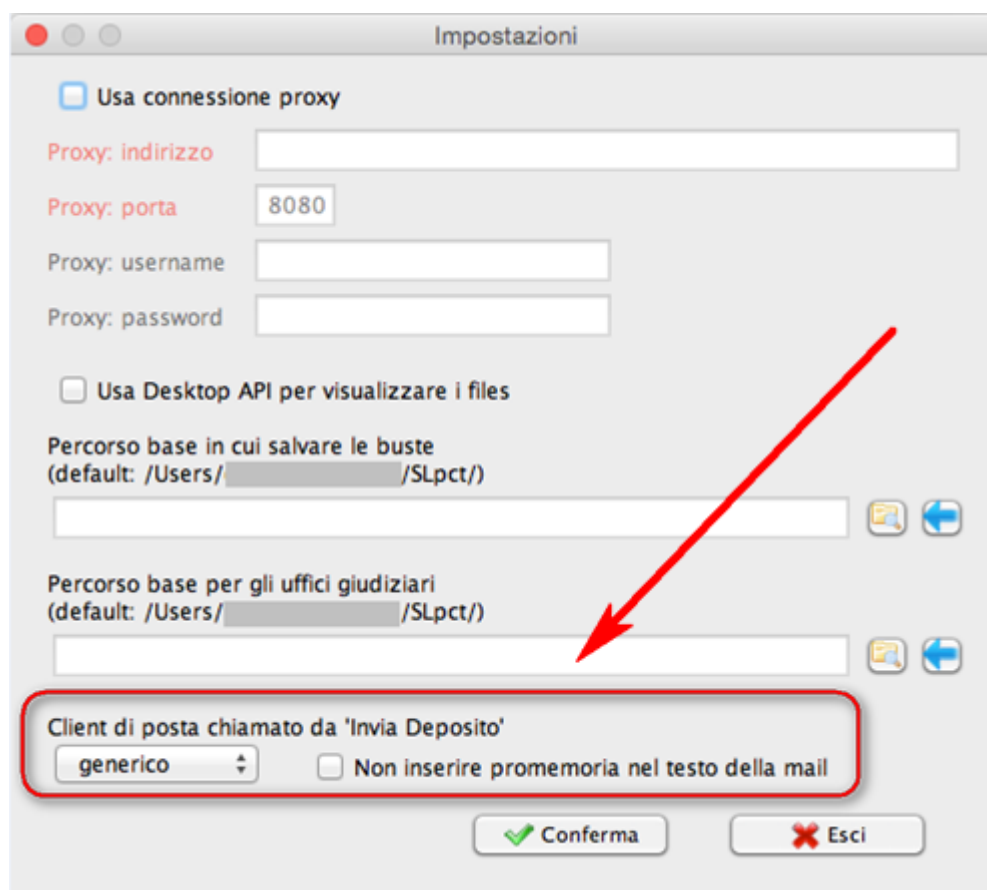 Impostazioni
Usa connessione proxy
Proxy: indirizzo
Proxy: porta 8080
Proxy: username
Proxy: password
Usa Desktop API per visualizzare i files
Percorso base in cui salvare le buste
(default: /Users/ /SLpct/)
Percorso base per gli uffici giudiziari
(default: /Users/ /SLpct/)
Client di posta chiamato da 'Invia Deposito'
generico Non inserire promemoria nel testo della mail
Conferma Esci